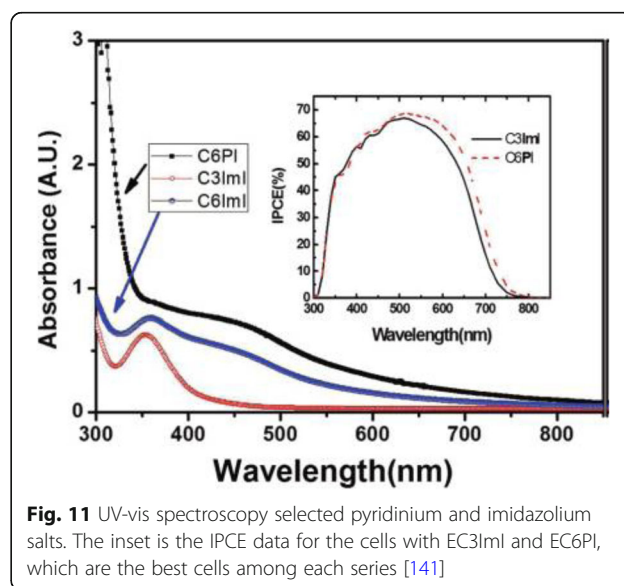 3
2
1
0
Absorbance (A.U.)
300 400 500 600 700 800
Wavelength(nm)
C6PI
C3ImI
C6ImI
70
60
50
40
30
20
10
0
IPCE(%)
300 400 500 600 700 800
Wavelength(nm)
C3ImI
C6PI
Fig. 11 UV-vis spectroscopy selected pyridinium and imidazolium
salts. The inset is the IPCE data for the cells with EC3ImI and EC6PI,
which are the best cells among each series [141]